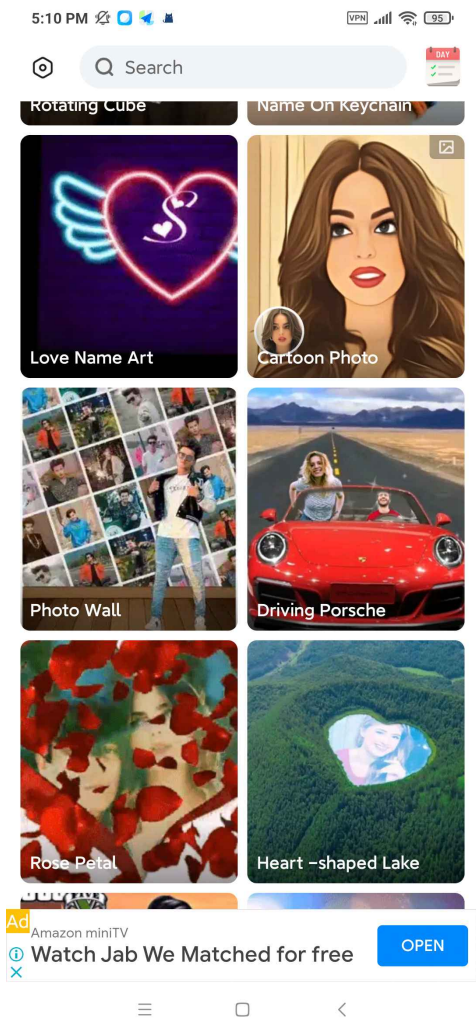 5:10 PM
VPN
95
Search
DAY
Rotating Cube
Name On Keychain
S
Love Name Art
Cartoon Photo
Photo Wall
Driving Porsche
Rose Petal
Heart –shaped Lake
Ad
Amazon miniTV
Watch Jab We Matched for free
OPEN